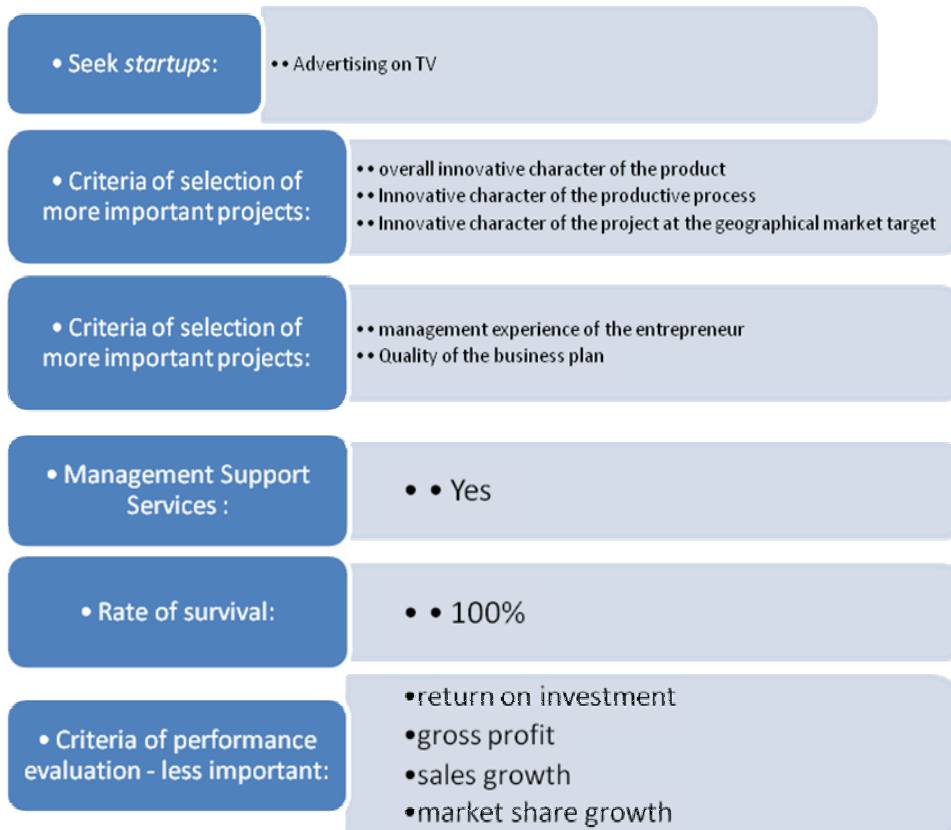 • Seek startups:
•• Advertising on TV
• Criteria of selection of
more important projects:
•• overall innovative character of the product
•• Innovative character of the productive process
•• Innovative character of the project at the geographical market target
• Criteria of selection of
more important projects:
•• management experience of the entrepreneur
•• Quality of the business plan
• Management Support
Services :
• • Yes
• Rate of survival:
• • 100%
• Criteria of performance
evaluation - less important:
•return on investment
•gross profit
•sales growth
•market share growth